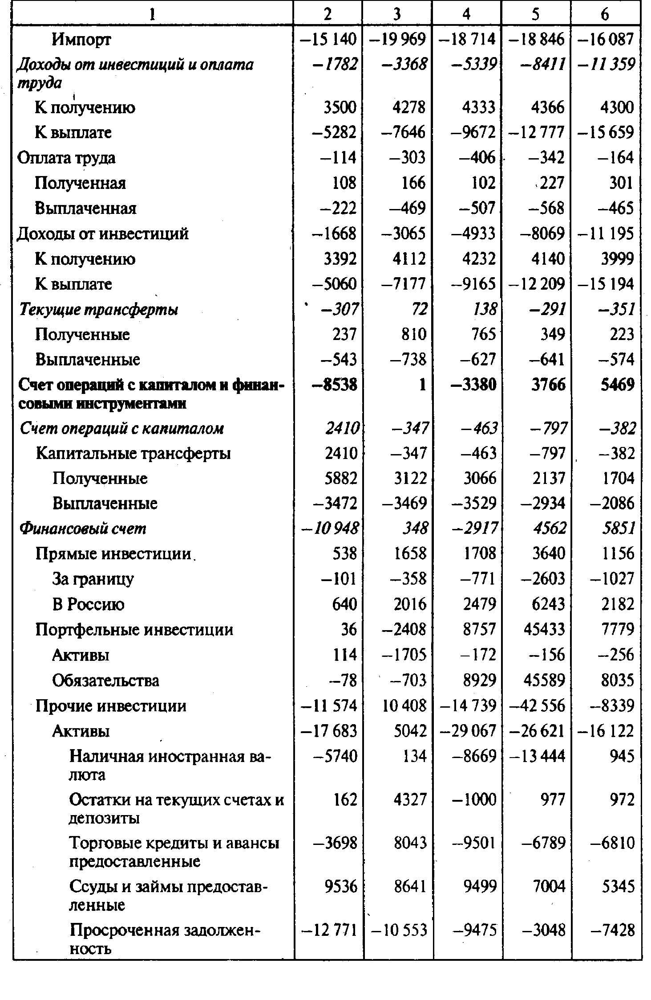 1 2 3 4 5 6
Импорт −15 140 −19 969 −18 714 −18 846 −16 087
Доходы от инвестиций и оплата −1782 −3368 −5339 −8411 −11 359
труда
К получению 3500 4278 4333 4366 4300
К выплате −5282 −7646 −9672 −12 777 −15 659
Оплата труда −114 −303 −406 −342 −164
Полученная 108 166 102 227 301
Выплаченная −222 −469 −507 −568 −465
Доходы от инвестиций −1668 −3065 −4933 −8069 −11 195
К получению 3392 4112 4232 4140 3999
К выплате −5060 −7177 −9165 −12 209 −15 194
Текущие трансферты −307 72 138 −291 −351
Полученные 237 810 765 349 223
Выплаченные −543 −738 −627 −641 −574
Счет операций с капиталом и финан- −8538 1 −3380 3766 5469
совыми инструментами
Счет операций с капиталом 2410 −347 −463 −797 −382
Капитальные трансферты 2410 −347 −463 −797 −382
Полученные 5882 3122 3066 2137 1704
Выплаченные −3472 −3469 −3529 −2934 −2086
Финансовый счет −10 948 348 −2917 4562 5851
Прямые инвестиции 538 1658 1708 3640 1156
За границу −101 −358 −771 −2603 −1027
В Россию 640 2016 2479 6243 2182
Портфельные инвестиции 36 −2408 8757 45433 7779
Активы 114 −1705 −172 −156 −256
Обязательства −78 −703 8929 45589 8035
Прочие инвестиции −11 574 10 408 −14 739 −42 556 −8339
Активы −17 683 5042 −29 067 −26 621 −16 122
Наличная иностранная ва- −5740 134 −8669 −13 444 945
люта
Остатки на текущих счетах и 162 4327 −1000 977 972
депозиты
Торговые кредиты и авансы −3698 8043 −9501 −6789 −6810
предоставленные
Ссуды и займы предостав- 9536 8641 9499 7004 5345
ленные
Просроченная задолжен- −12 771 −10 553 −9475 −3048 −7428
ность